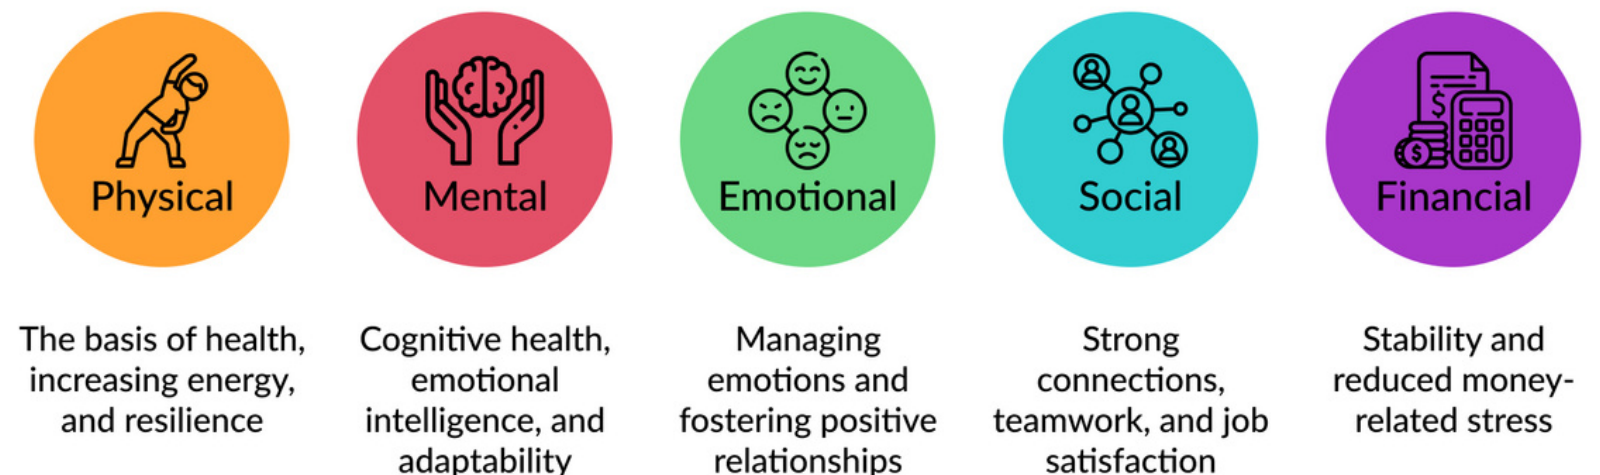 Physical
Mental
Emotional
Social
$
$
Financial
The basis of health,
increasing energy,
and resilience
Cognitive health,
emotional
intelligence, and
adaptability
Managing
emotions and
fostering positive
relationships
Strong
connections,
teamwork, and job
satisfaction
Stability and
reduced money-
related stress